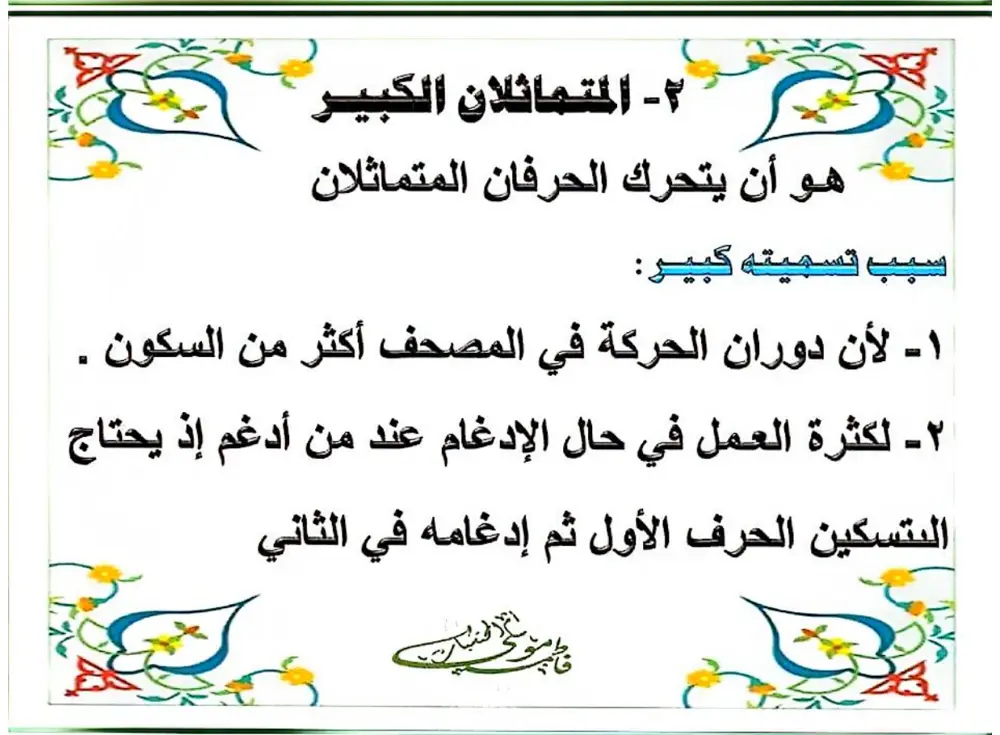 ٢- المتماثلان الكبير
هو أن يتحرك الحرفان المتماثلان
سبب تسميته كبير :
١- لأن دوران الحركة في المصحف أكثر من السكون .
٢- لكثرة العمل في حال الإدغام عند من أدغم إذ يحتاج
التسكين الحرف الأول ثم إدغامه في الثاني
فاطمة